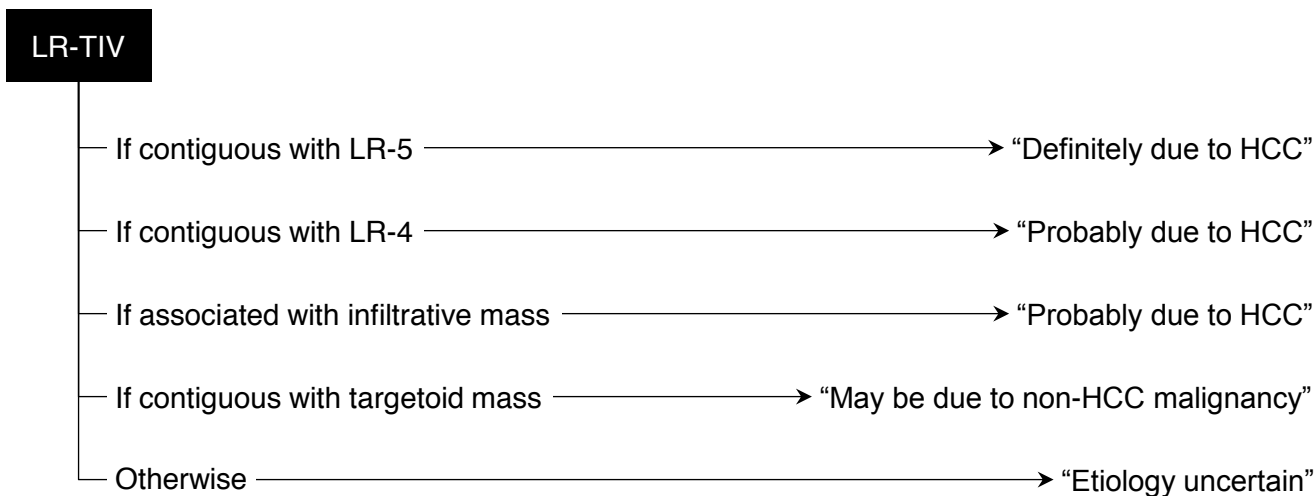 LR-TIV
If contiguous with LR-5 “Definitely due to HCC”
If contiguous with LR-4 “Probably due to HCC”
If associated with infiltrative mass “Probably due to HCC”
If contiguous with targetoid mass “May be due to non-HCC malignancy”
Otherwise “Etiology uncertain”